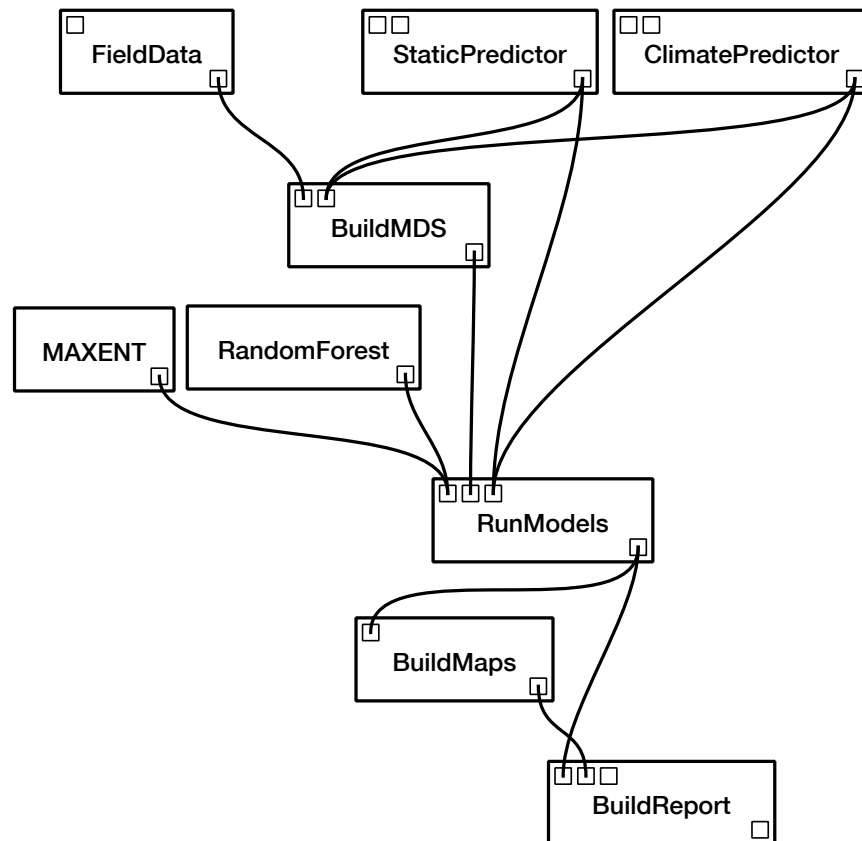 FieldData
StaticPredictor
ClimatePredictor
BuildMDS
MAXENT
RandomForest
RunModels
BuildMaps
BuildReport